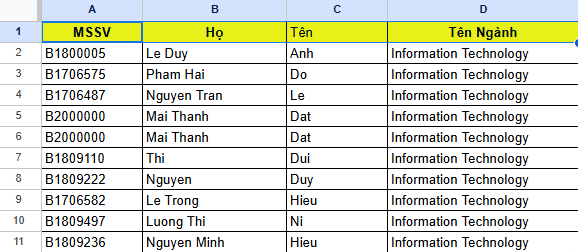 A B C D
1 MSSV Họ Tên Tên Ngành
2 B1800005 Le Duy Anh Information Technology
3 B1706575 Pham Hai Do Information Technology
4 B1706487 Nguyen Tran Le Information Technology
5 B2000000 Mai Thanh Dat Information Technology
6 B2000000 Mai Thanh Dat Information Technology
7 B1809110 Thi Dui Information Technology
8 B1809222 Nguyen Duy Information Technology
9 B1706582 Le Trong Hieu Information Technology
10 B1809497 Luong Thi Ni Information Technology
11 B1809236 Nguyen Minh Hieu Information Technology